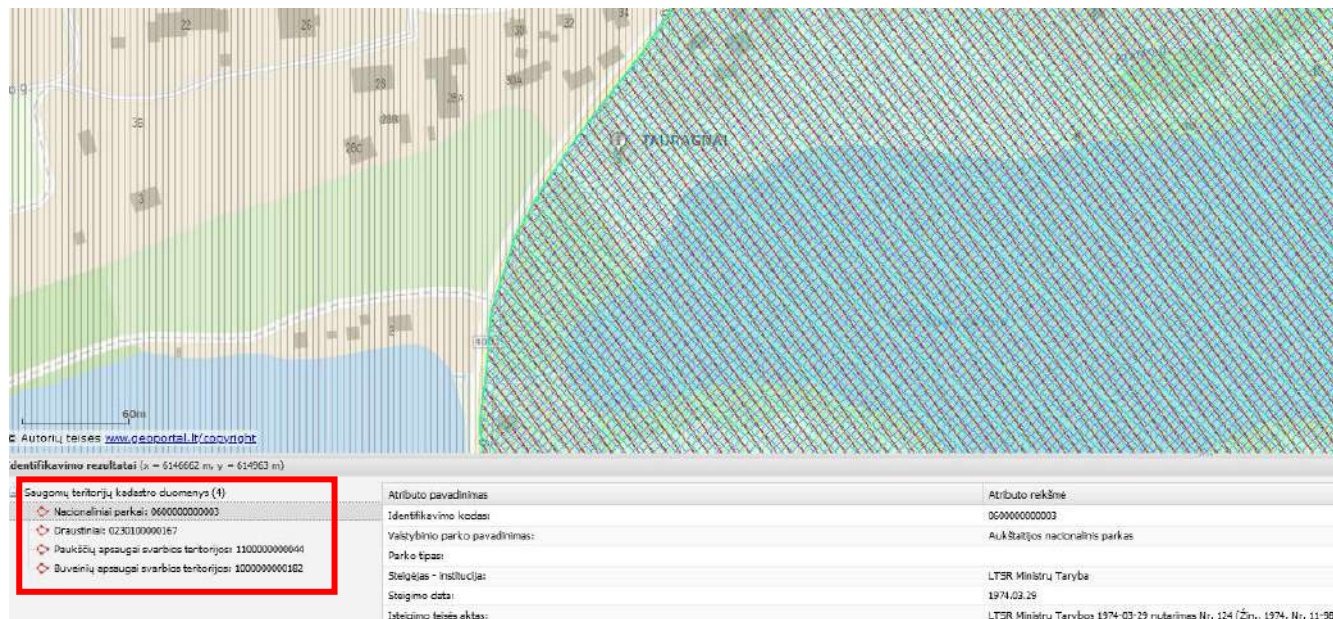 22
26
30
32
34
28
28A
30A
3B
28B
28C
TAURAGNAI
3
60m
© Autorių teisės www.geoportal.lt/copyright
dentifikavimo rezultatai (x = 6146662 m, y = 614963 m)
Saugomų teritorijų kadastro duomenys (4)
Nacionaliniai parkai: 0600000000003
Draustiniai: 0230100000167
Paukščių apsaugai svarbios teritorijos: 1100000000044
Buveinių apsaugai svarbios teritorijos: 1000000000182
Atributo pavadinimas Atributo reikšmė
Identifikavimo kodas: 0600000000003
Valstybinio parko pavadinimas: Aukštaitijos nacionalinis parkas
Parko tipas:
Steigėjas - institucija: LTSR Ministrų Taryba
Steigimo data: 1974.03.29
Įsteigimo teisės aktas: LTSR Ministrų Tarybos 1974-03-29 nutarimas Nr. 124 (Žin., 1974, Nr. 11-98